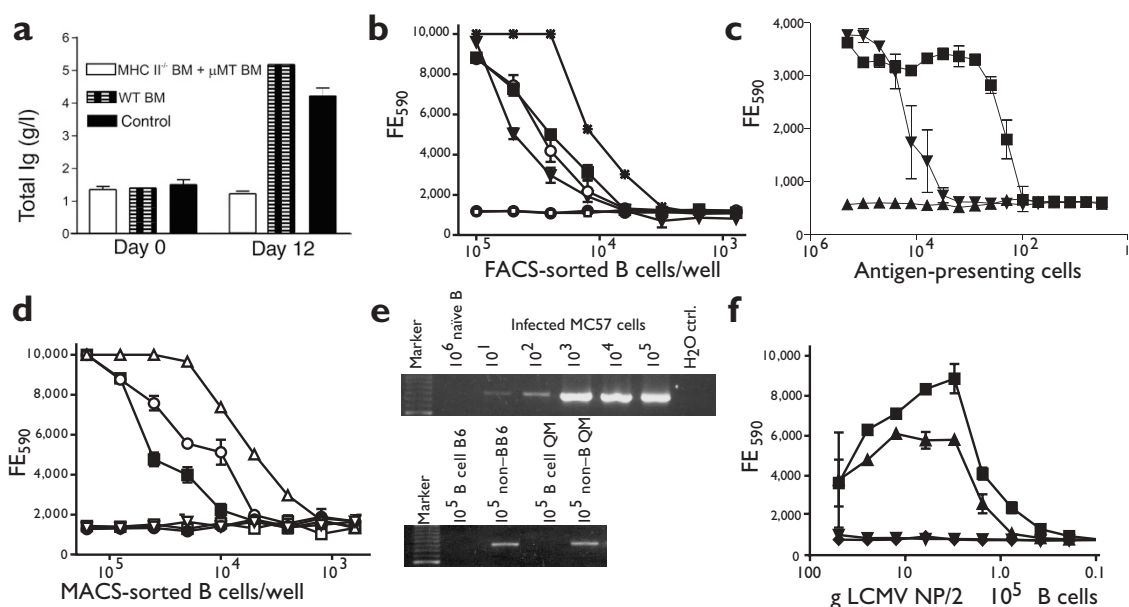 a
Total Ig (g/l)
6
5
4
3
2
1
0
MHC II-/- BM + μMT BM
WT BM
Control
Day 0
Day 12
b
FE590
10,000
8,000
6,000
4,000
2,000
0
10^5
10^4
10^3
FACS-sorted B cells/well
c
FE590
4,000
3,000
2,000
1,000
0
10^6
10^4
10^2
Antigen-presenting cells
d
FE590
10,000
8,000
6,000
4,000
2,000
0
10^5
10^4
10^3
MACS-sorted B cells/well
e
Infected MC57 cells
Marker
10^6 naïve B
10^1
10^2
10^3
10^4
10^5
H2O ctrl.
Marker
10^5 B cell B6
10^5 non–BB6
10^5 B cell QM
10^5 non–B QM
f
FE590
10,000
8,000
6,000
4,000
2,000
0
100
10
1.0
0.1
g LCMV NP/2 10^5 B cells